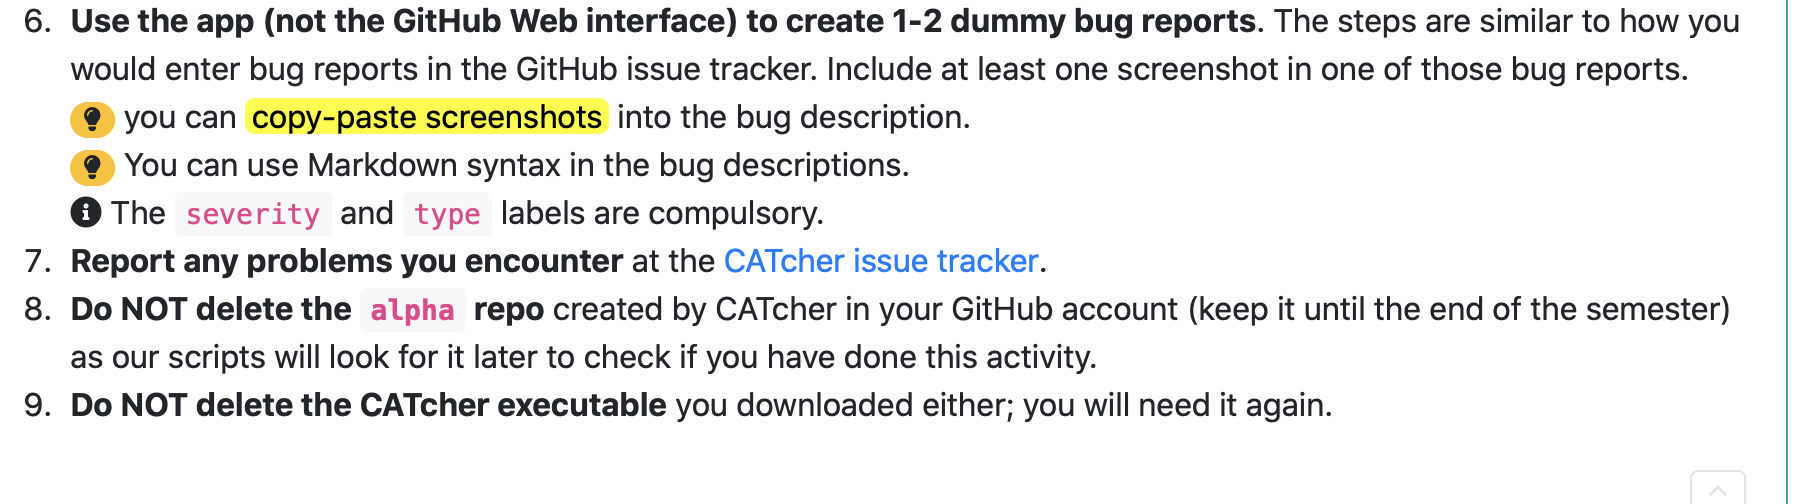 6. Use the app (not the GitHub Web interface) to create 1-2 dummy bug reports. The steps are similar to how you
would enter bug reports in the GitHub issue tracker. Include at least one screenshot in one of those bug reports.
you can copy-paste screenshots into the bug description.
You can use Markdown syntax in the bug descriptions.
The severity and type labels are compulsory.
7. Report any problems you encounter at the CATcher issue tracker.
8. Do NOT delete the alpha repo created by CATcher in your GitHub account (keep it until the end of the semester)
as our scripts will look for it later to check if you have done this activity.
9. Do NOT delete the CATcher executable you downloaded either; you will need it again.